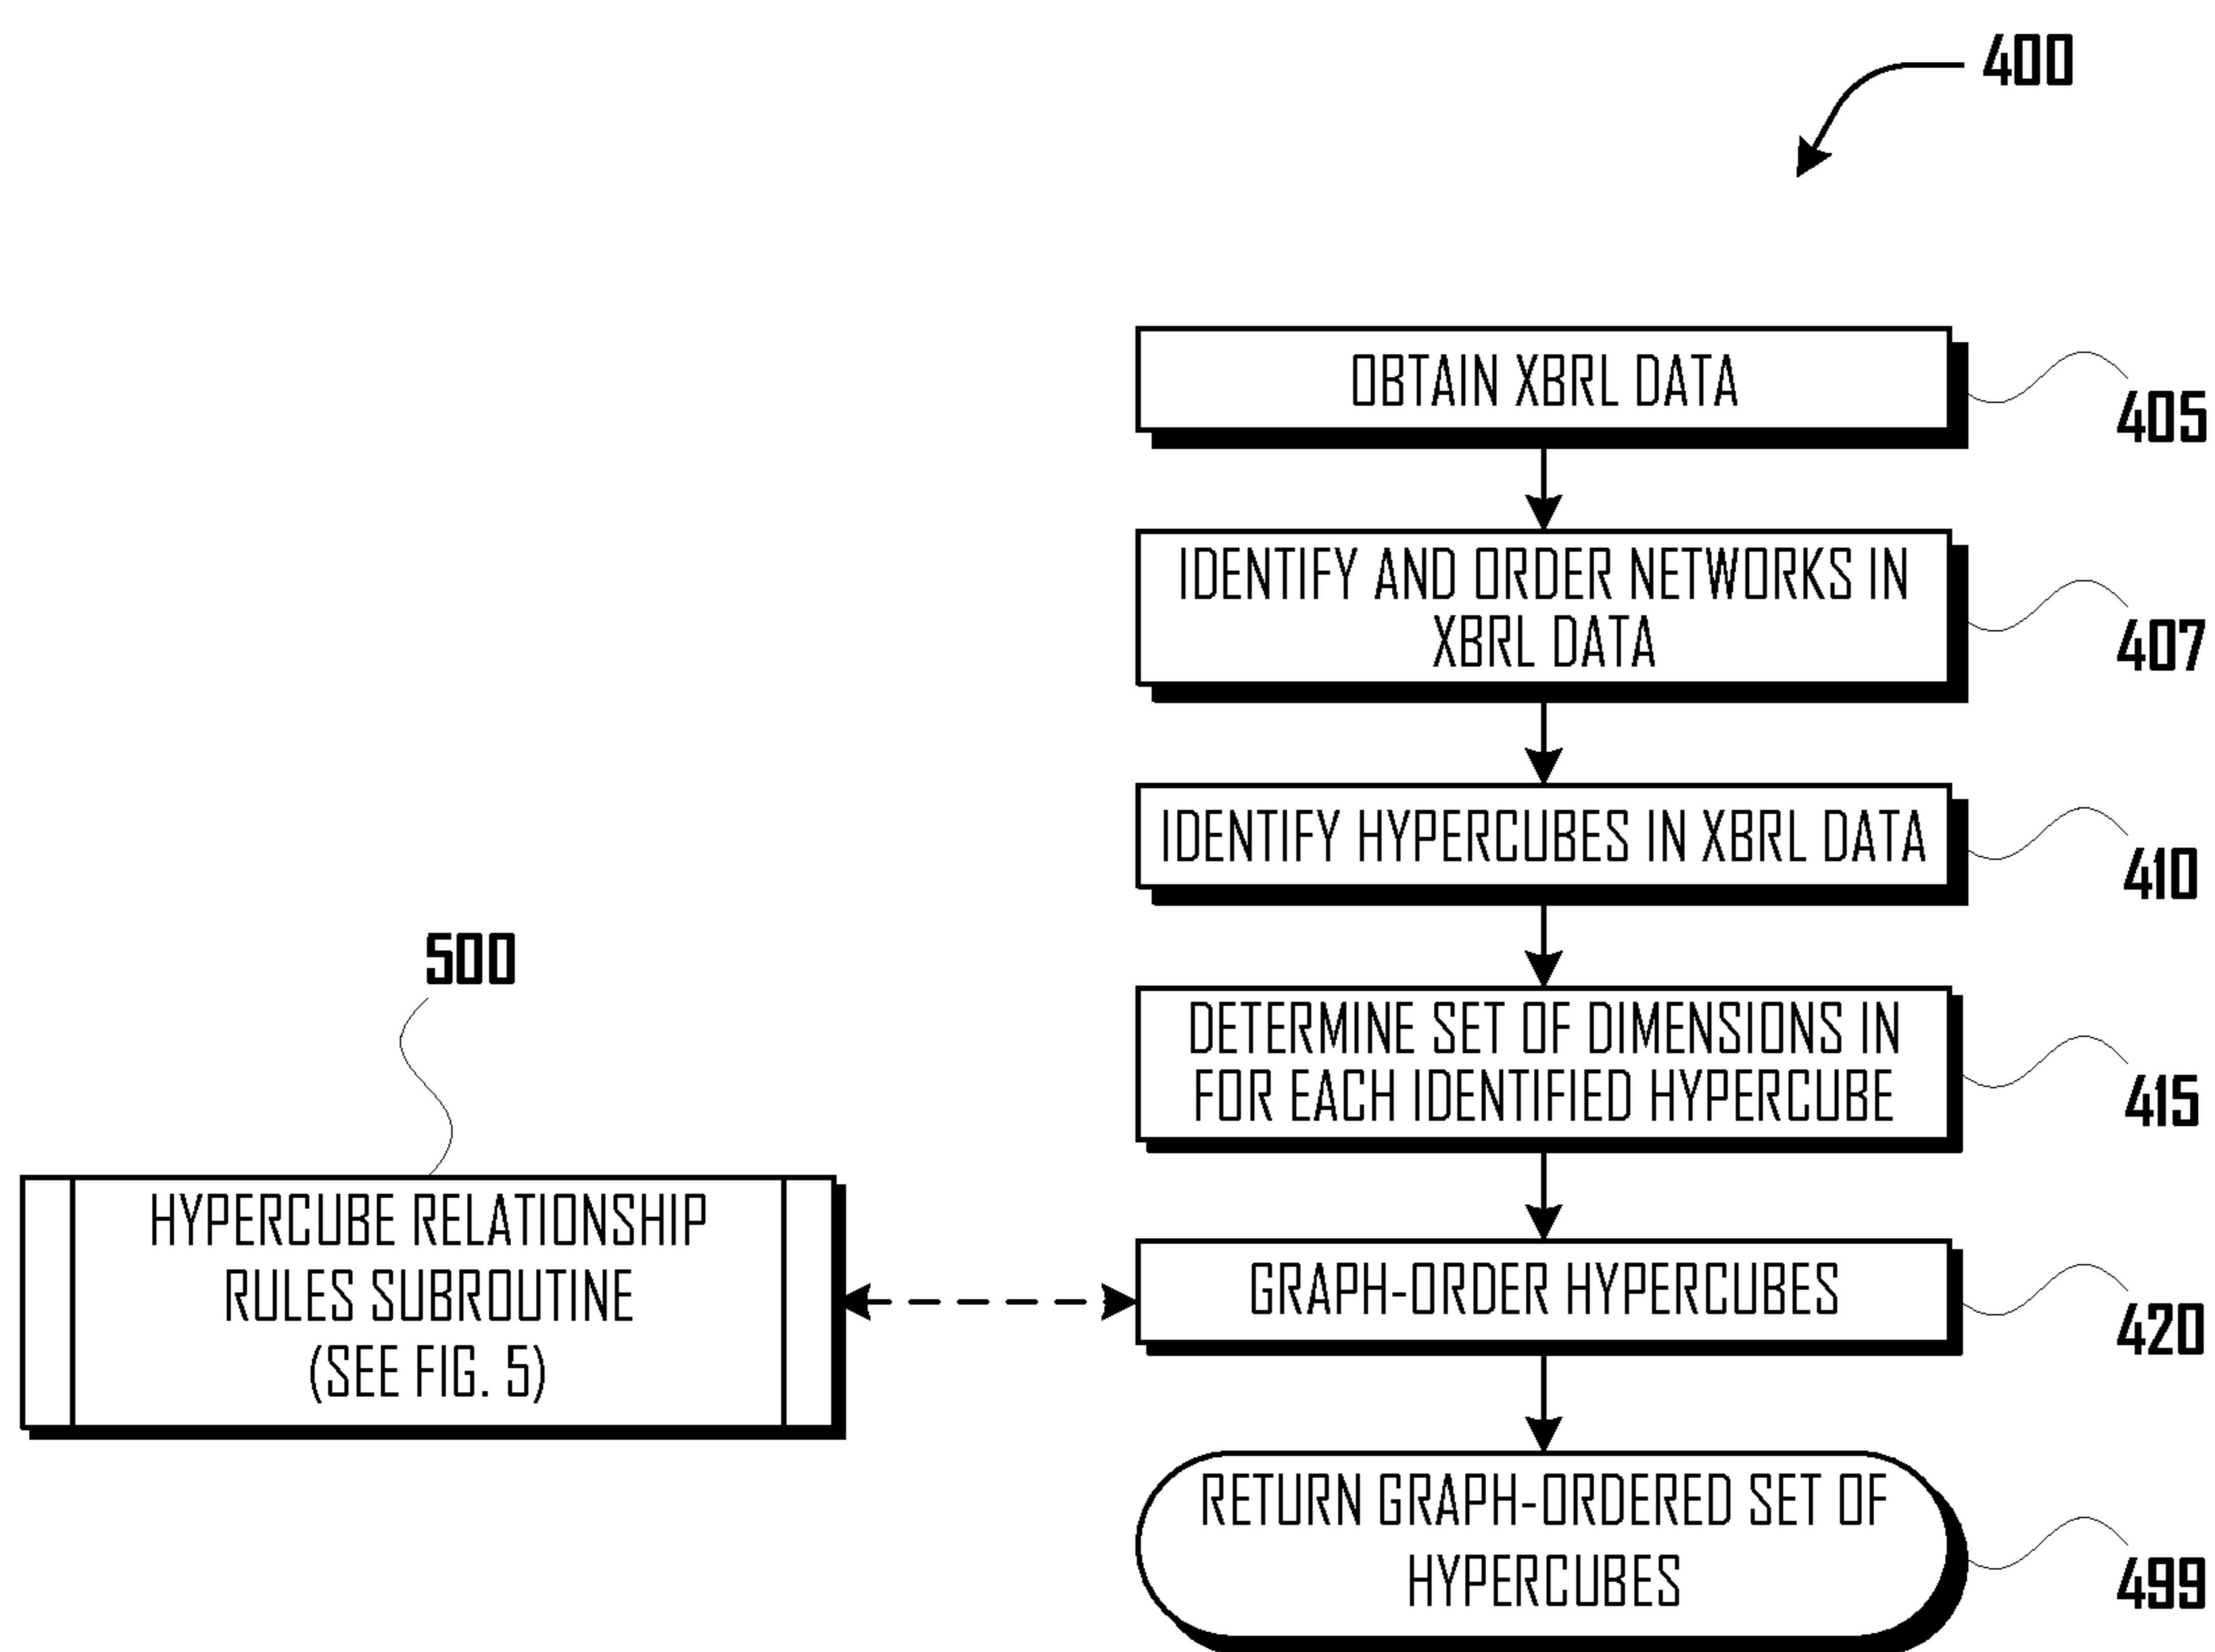 400
OBTAIN XBRL DATA
405
IDENTIFY AND ORDER NETWORKS IN
XBRL DATA
407
IDENTIFY HYPERCUBES IN XBRL DATA
410
DETERMINE SET OF DIMENSIONS IN
FOR EACH IDENTIFIED HYPERCUBE
415
500
HYPERCUBE RELATIONSHIP
RULES SUBROUTINE
(SEE FIG. 5)
GRAPH-ORDER HYPERCUBES
420
RETURN GRAPH-ORDERED SET OF
HYPERCUBES
499